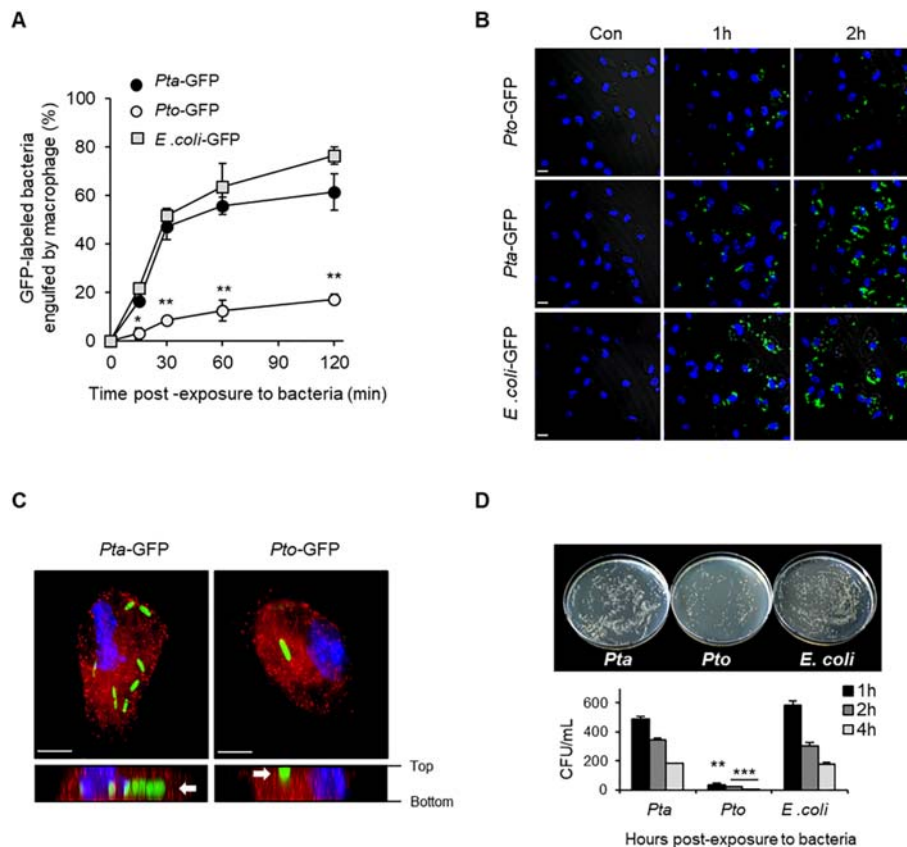 A
Pta-GFP
Pto-GFP
E .coli-GFP
GFP-labeled bacteria
engulfed by macrophage (%)
100
80
60
40
20
0
*
**
**
**
0
30
60
90
120
Time post -exposure to bacteria (min)
B
Con
1h
2h
Pto-GFP
Pta-GFP
E .coli-GFP
C
Pta-GFP
Pto-GFP
Top
Bottom
D
Pta
Pto
E. coli
1h
2h
4h
CFU/mL
600
400
200
0
**
***
Pta
Pto
E .coli
Hours post-exposure to bacteria